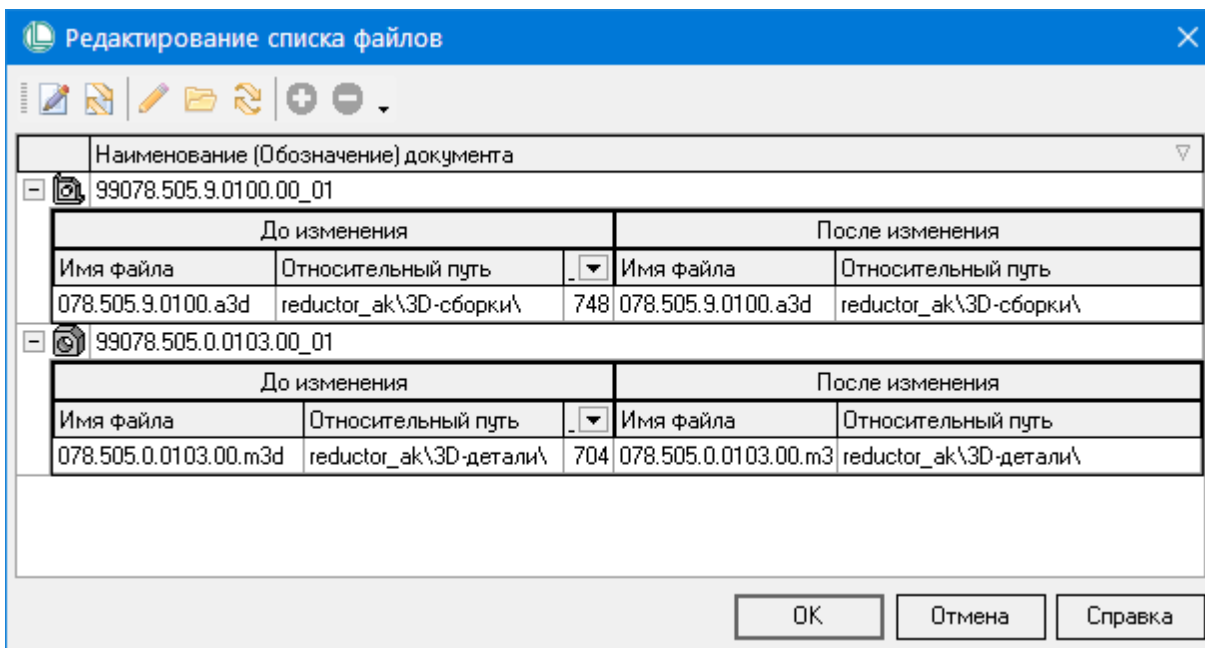 Редактирование списка файлов
Наименование (Обозначение) документа
99078.505.9.0100.00_01
До изменения После изменения
Имя файла Относительный путь _ Имя файла Относительный путь
078.505.9.0100.a3d reductor_ak\3D-сборки\ 748 078.505.9.0100.a3d reductor_ak\3D-сборки\
99078.505.0.0103.00_01
До изменения После изменения
Имя файла Относительный путь _ Имя файла Относительный путь
078.505.0.0103.00.m3d reductor_ak\3D-детали\ 704 078.505.0.0103.00.m3 reductor_ak\3D-детали\
OK Отмена Справка